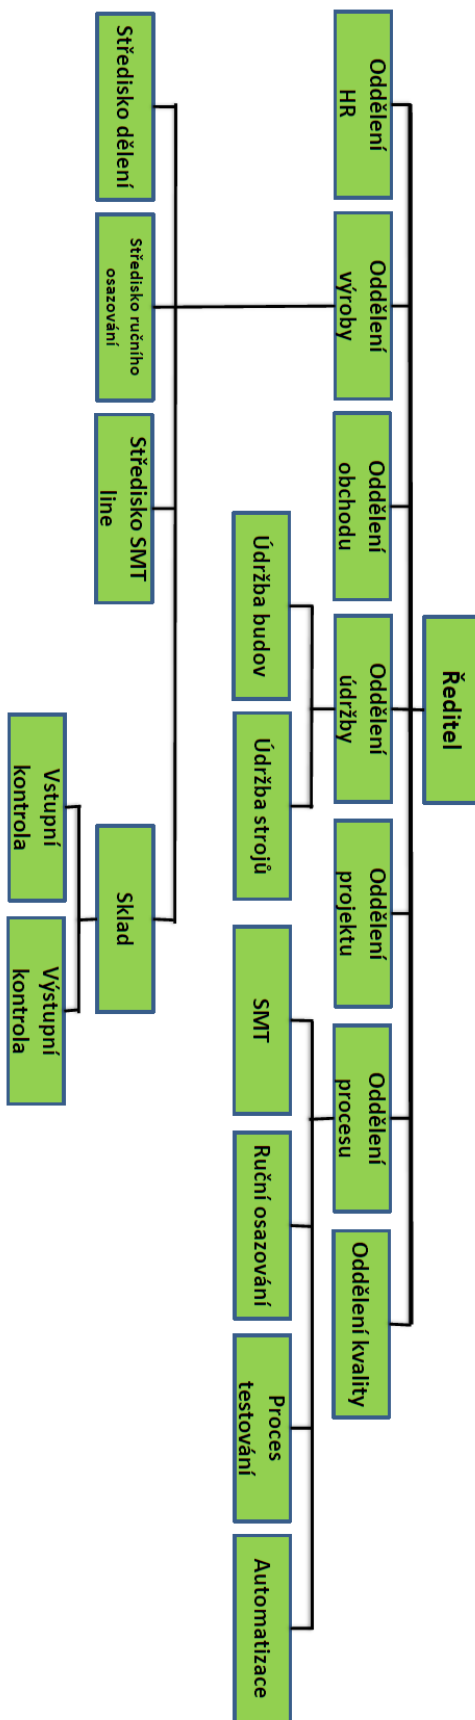 Ředitel
Oddělení
HR
Oddělení
výroby
Oddělení
obchodu
Oddělení
údržby
Oddělení
projektu
Oddělení
procesu
Oddělení kvality
Údržba budov
Údržba strojů
SMT
Ruční osazování
Proces
testování
Automatizace
Středisko dělení
Středisko ručního
osazování
Středisko SMT
line
Sklad
Vstupní
kontrola
Výstupní
kontrola